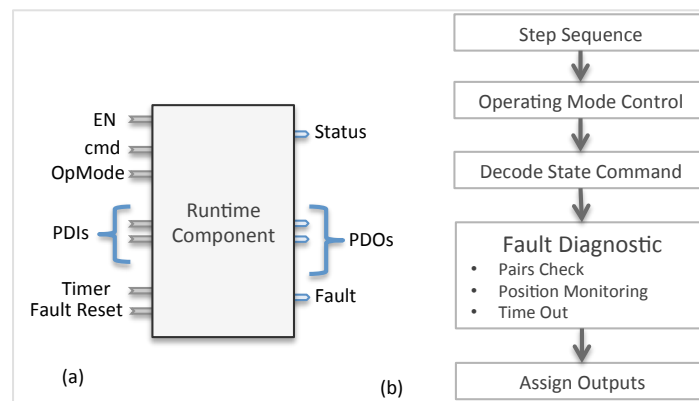 EN
cmd
OpMode
PDIs
Timer
Fault Reset
Runtime
Component
Status
PDOs
Fault
(a)
Step Sequence
Operating Mode Control
Decode State Command
Fault Diagnostic
• Pairs Check
• Position Monitoring
• Time Out
Assign Outputs
(b)